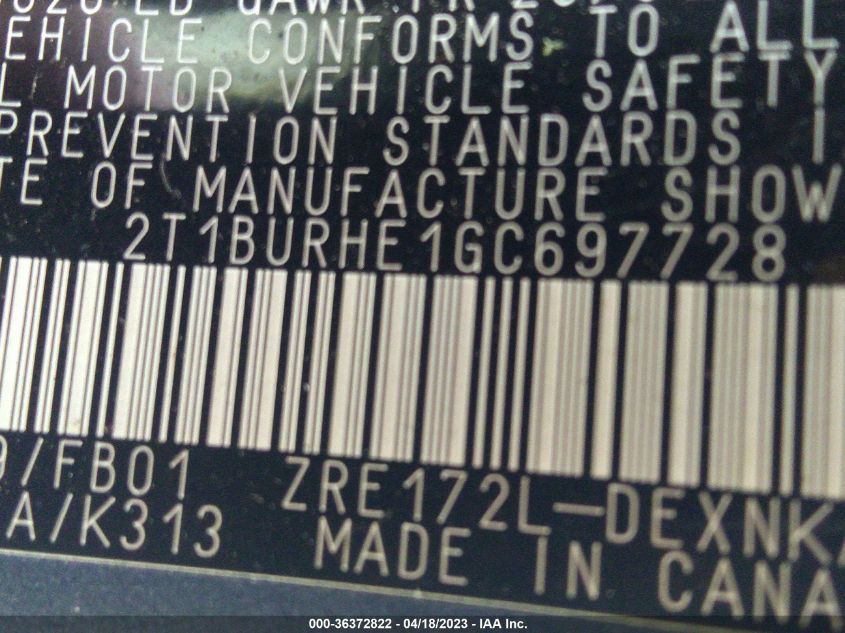 VEHICLE CONFORMS TO ALL
L MOTOR VEHICLE SAFETY
PREVENTION STANDARDS I
TE OF MANUFACTURE SHOW
2T1BURHE1GC697728
/FB01 ZRE172L-DEXNK
A/K313 MADE IN CANA
000-36372822 - 04/18/2023 - IAA Inc.